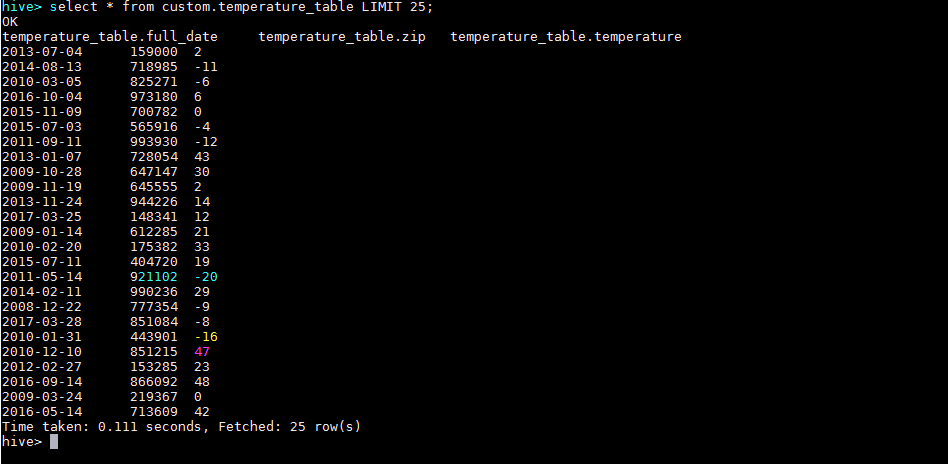 hive> select * from custom.temperature_table LIMIT 25;
OK
temperature_table.full_date temperature_table.zip temperature_table.temperature
2013-07-04 159000 2
2014-08-13 718985 -11
2010-03-05 825271 -6
2016-10-04 973180 6
2015-11-09 700782 0
2015-07-03 565916 -4
2011-09-11 993930 -12
2013-01-07 728054 43
2009-10-28 647147 30
2009-11-19 645555 2
2013-11-24 944226 14
2017-03-25 148341 12
2009-01-14 612285 21
2010-02-20 175382 33
2015-07-11 404720 19
2011-05-14 921102 -20
2014-02-11 990236 29
2008-12-22 777354 -9
2017-03-28 851084 -8
2010-01-31 443901 -16
2010-12-10 851215 47
2012-02-27 153285 23
2016-09-14 866092 48
2009-03-24 219367 0
2016-05-14 713609 42
Time taken: 0.111 seconds, Fetched: 25 row(s)
hive>